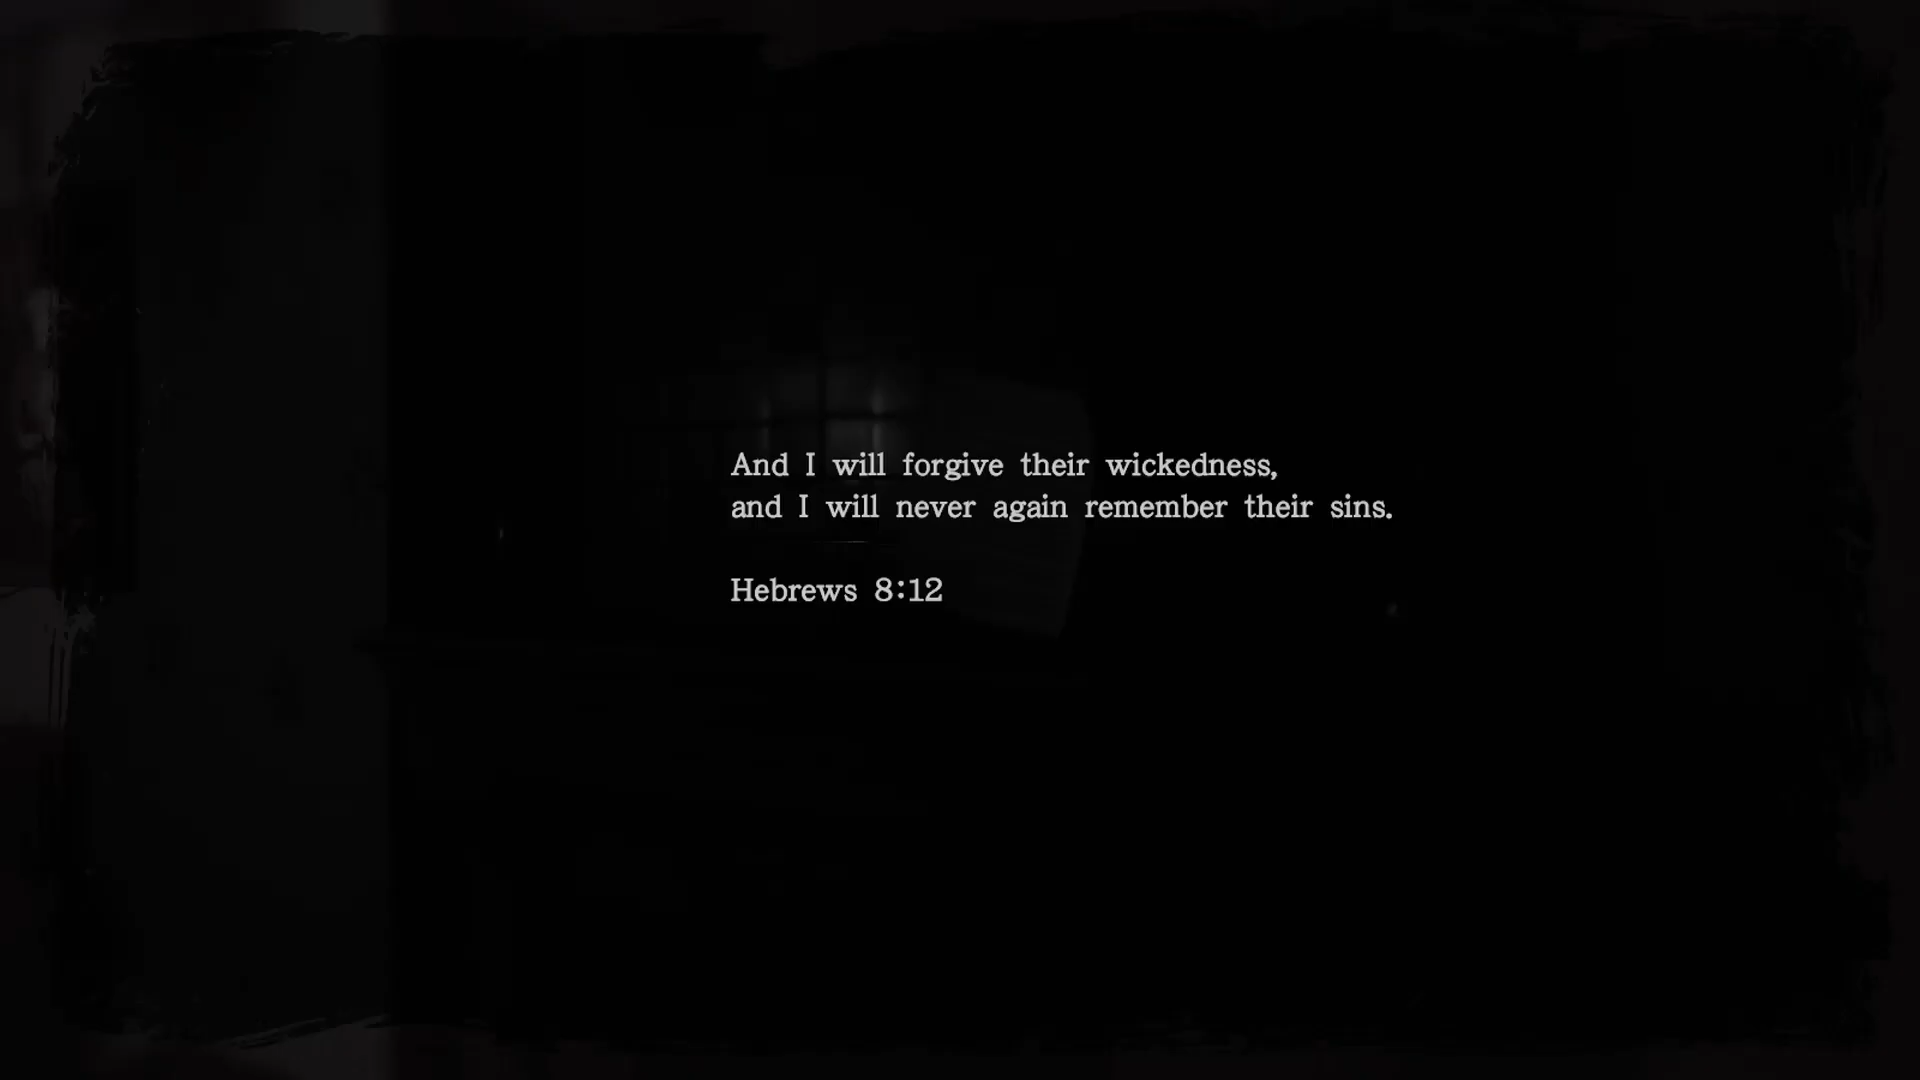 And I will forgive their wickedness,
and I will never again remember their sins.
Hebrews 8:12